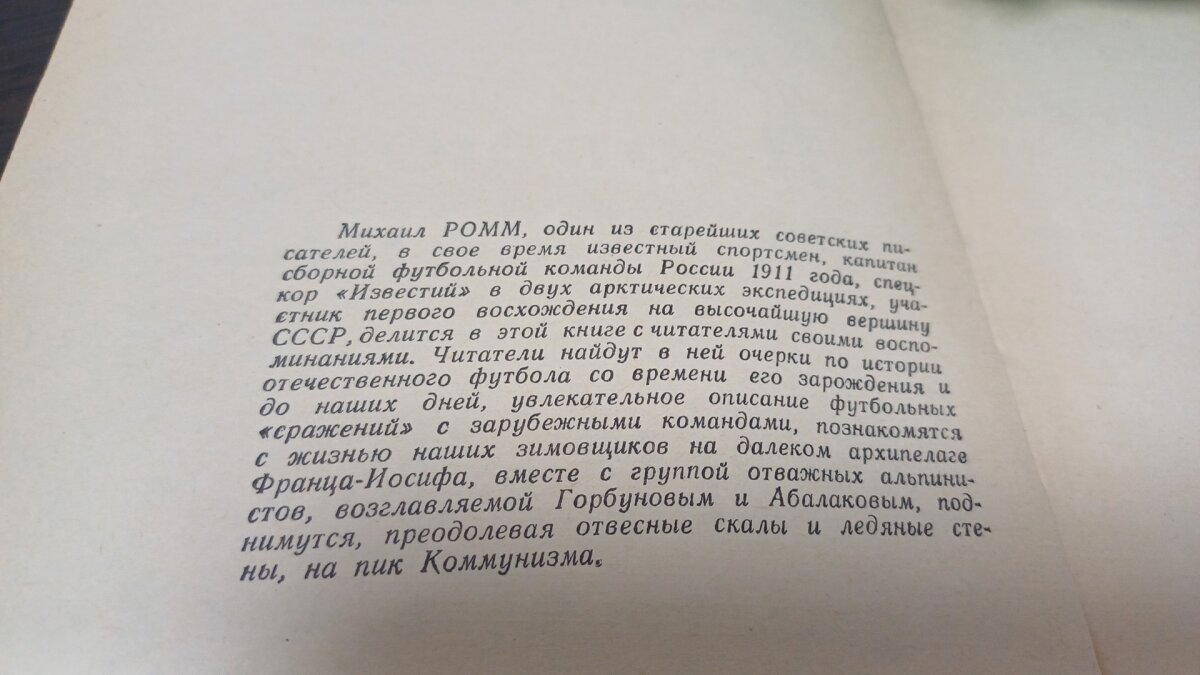 Михаил РОММ, один из старейших советских пи-
сателей, в свое время известный спортсмен, капитан
сборной футбольной команды России 1911 года, спец-
кор «Известий» в двух арктических экспедициях, уча-
стник первого восхождения на высочайшую вершину
СССР, делится в этой книге с читателями своими воспо-
минаниями. Читатели найдут в ней очерки по истории
отечественного футбола со времени его зарождения и
до наших дней, увлекательное описание футбольных
«сражений» с зарубежными командами, познакомятся
с жизнью наших зимовщиков на далеком архипелаге
Франца-Иосифа, вместе с группой отважных альпини-
стов, возглавляемой Горбуновым и Абалаковым, под-
нимутся, преодолевая отвесные скалы и ледяные сте-
ны, на пик Коммунизма.